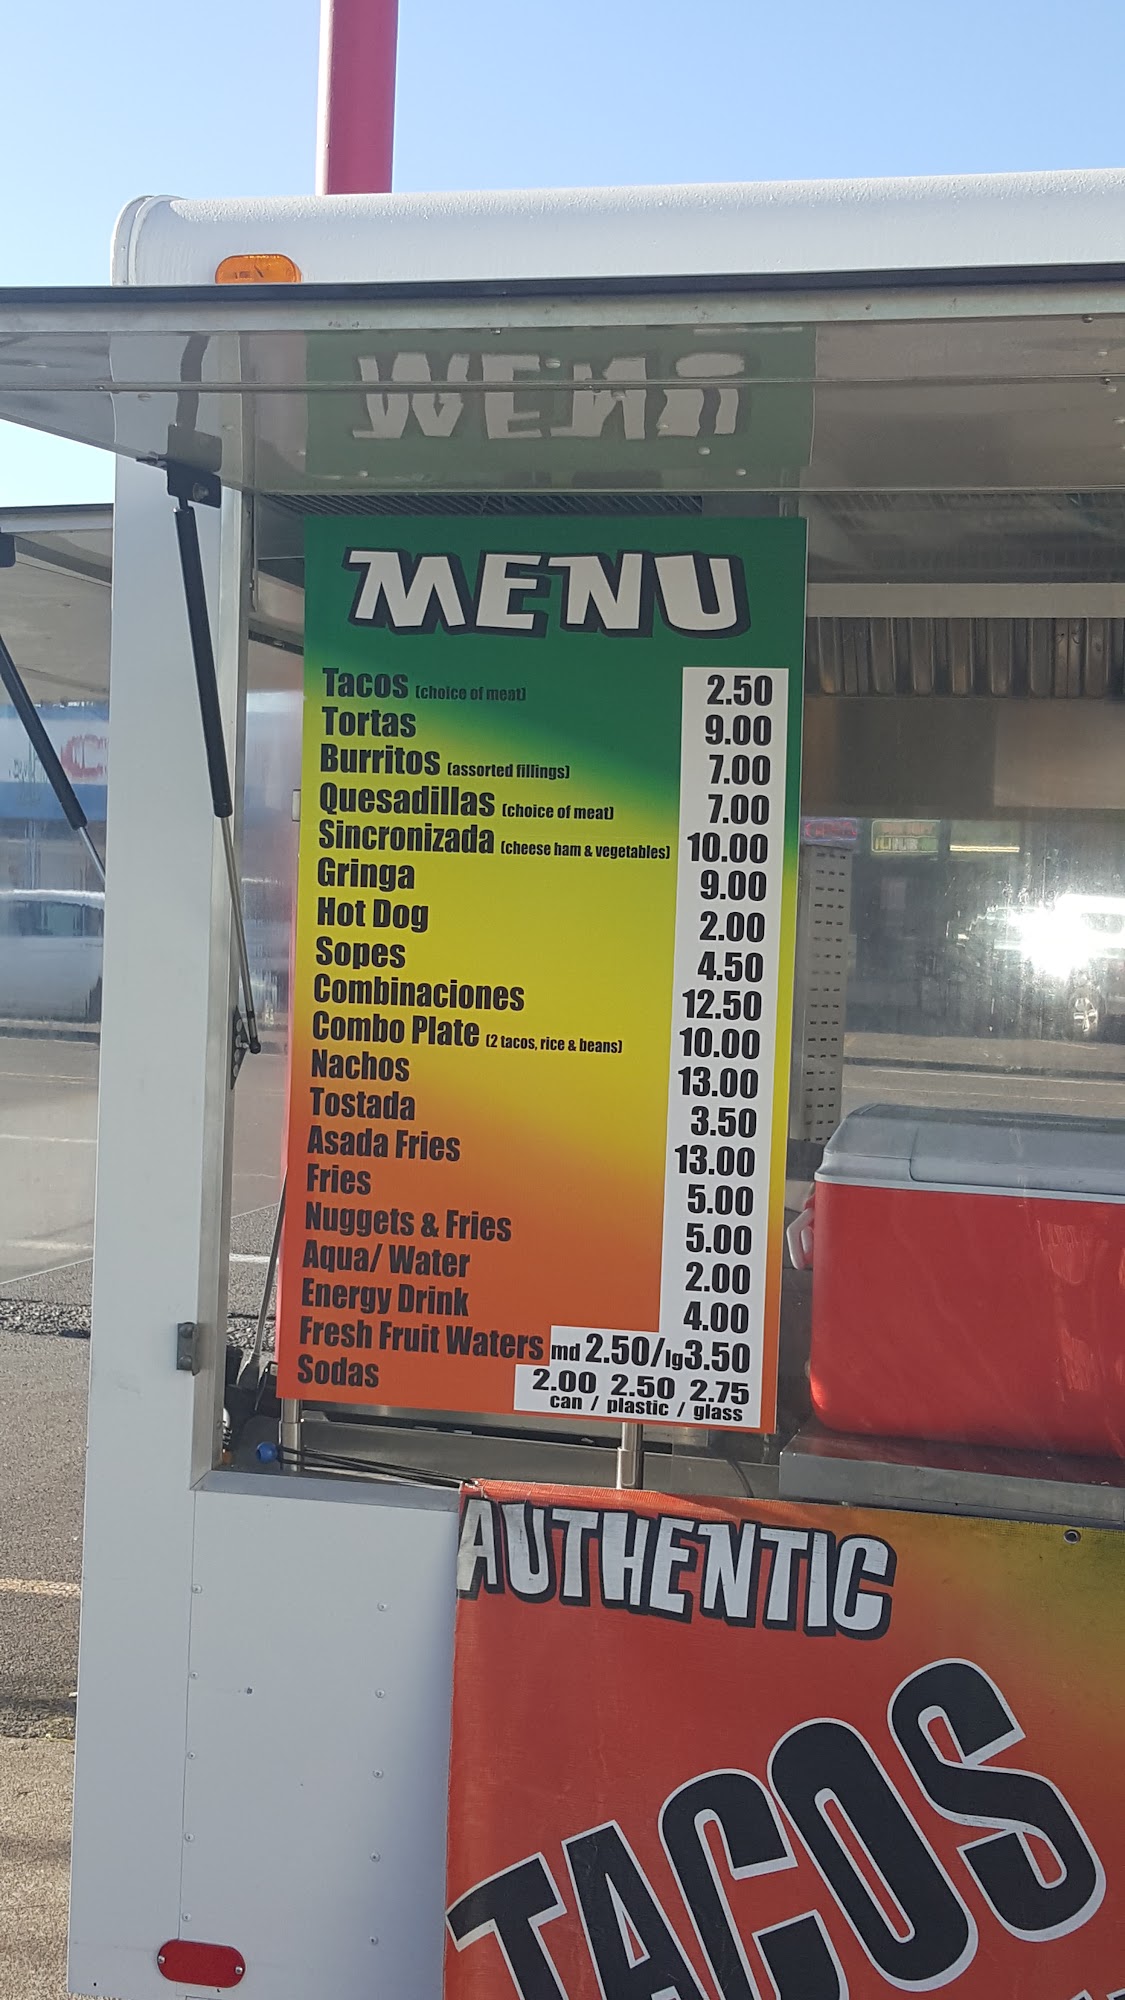 MENU
Tacos (choice of meat) 2.50
Tortas 9.00
Burritos (assorted fillings) 7.00
Quesadillas (choice of meat) 7.00
Sincronizada (cheese ham & vegetables) 10.00
Gringa 9.00
Hot Dog 2.00
Sopes 4.50
Combinaciones 12.50
Combo Plate (2 tacos, rice & beans) 10.00
Nachos 13.00
Tostada 3.50
Asada Fries 13.00
Fries 5.00
Nuggets & Fries 5.00
Aqua/ Water 2.00
Energy Drink 4.00
Fresh Fruit Waters md 2.50/lg3.50
Sodas 2.00 2.50 2.75
can / plastic / glass
AUTHENTIC
TACOS